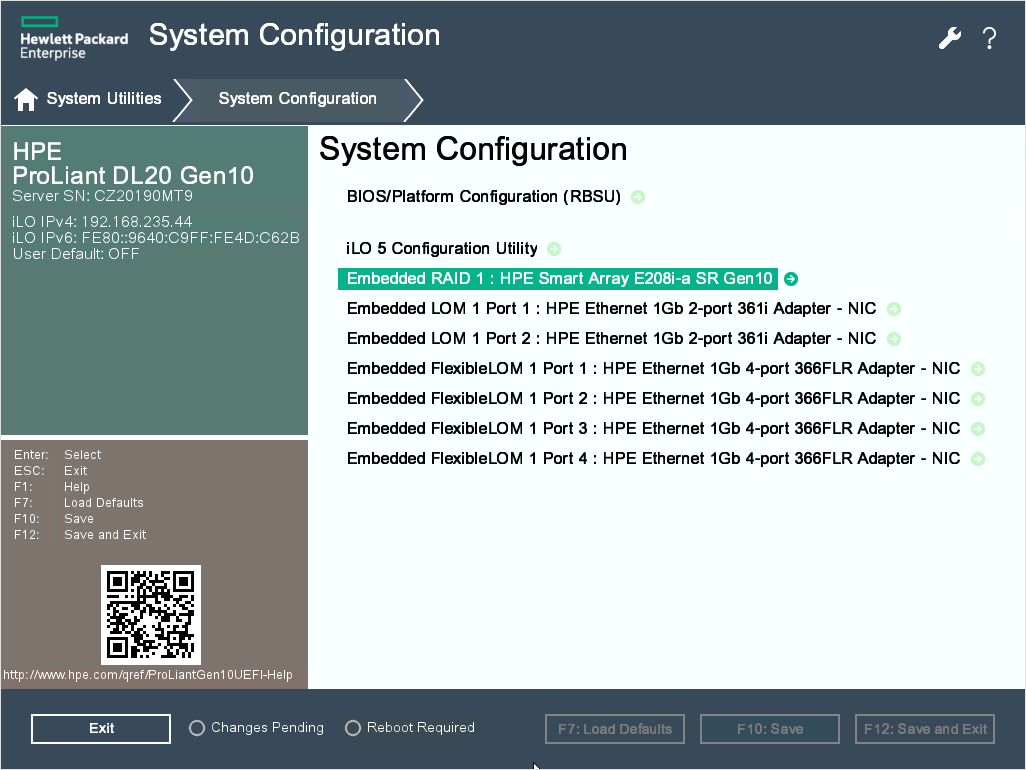 Hewlett Packard
Enterprise
System Configuration
?
System Utilities
System Configuration
HPE
ProLiant DL20 Gen10
Server SN: CZ20190MT9
iLO IPv4: 192.168.235.44
iLO IPv6: FE80::9640:C9FF:FE4D:C62B
User Default: OFF
Enter: Select
ESC: Exit
F1: Help
F7: Load Defaults
F10: Save
F12: Save and Exit
http://www.hpe.com/qref/ProLiantGen10UEFI-Help
System Configuration
BIOS/Platform Configuration (RBSU)
iLO 5 Configuration Utility
Embedded RAID 1 : HPE Smart Array E208i-a SR Gen10
Embedded LOM 1 Port 1 : HPE Ethernet 1Gb 2-port 361i Adapter - NIC
Embedded LOM 1 Port 2 : HPE Ethernet 1Gb 2-port 361i Adapter - NIC
Embedded FlexibleLOM 1 Port 1 : HPE Ethernet 1Gb 4-port 366FLR Adapter - NIC
Embedded FlexibleLOM 1 Port 2 : HPE Ethernet 1Gb 4-port 366FLR Adapter - NIC
Embedded FlexibleLOM 1 Port 3 : HPE Ethernet 1Gb 4-port 366FLR Adapter - NIC
Embedded FlexibleLOM 1 Port 4 : HPE Ethernet 1Gb 4-port 366FLR Adapter - NIC
Exit
Changes Pending
Reboot Required
F7: Load Defaults
F10: Save
F12: Save and Exit